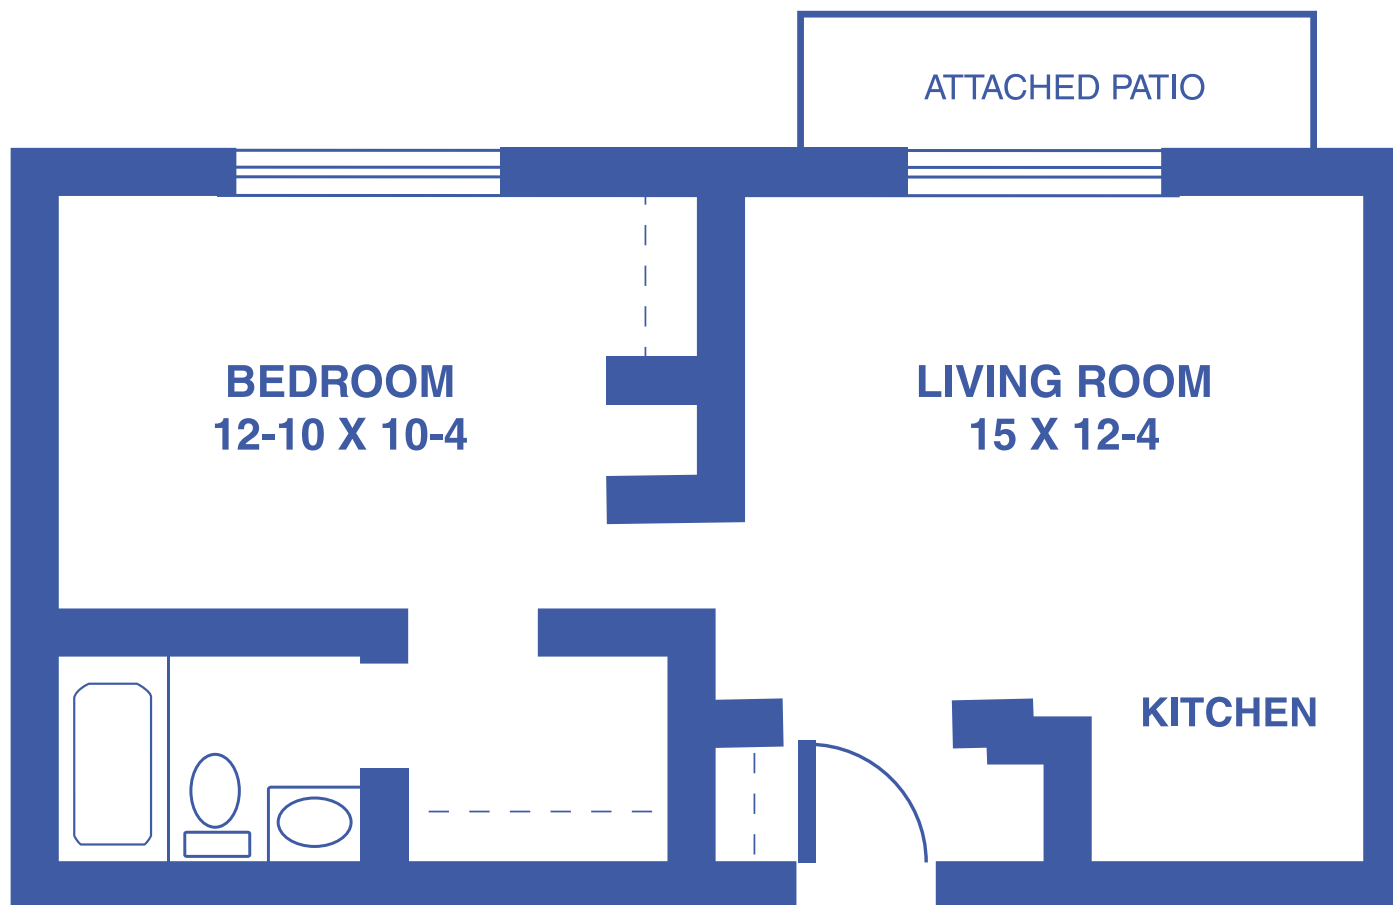 ATTACHED PATIO
BEDROOM
12-10 X 10-4
LIVING ROOM
15 X 12-4
KITCHEN